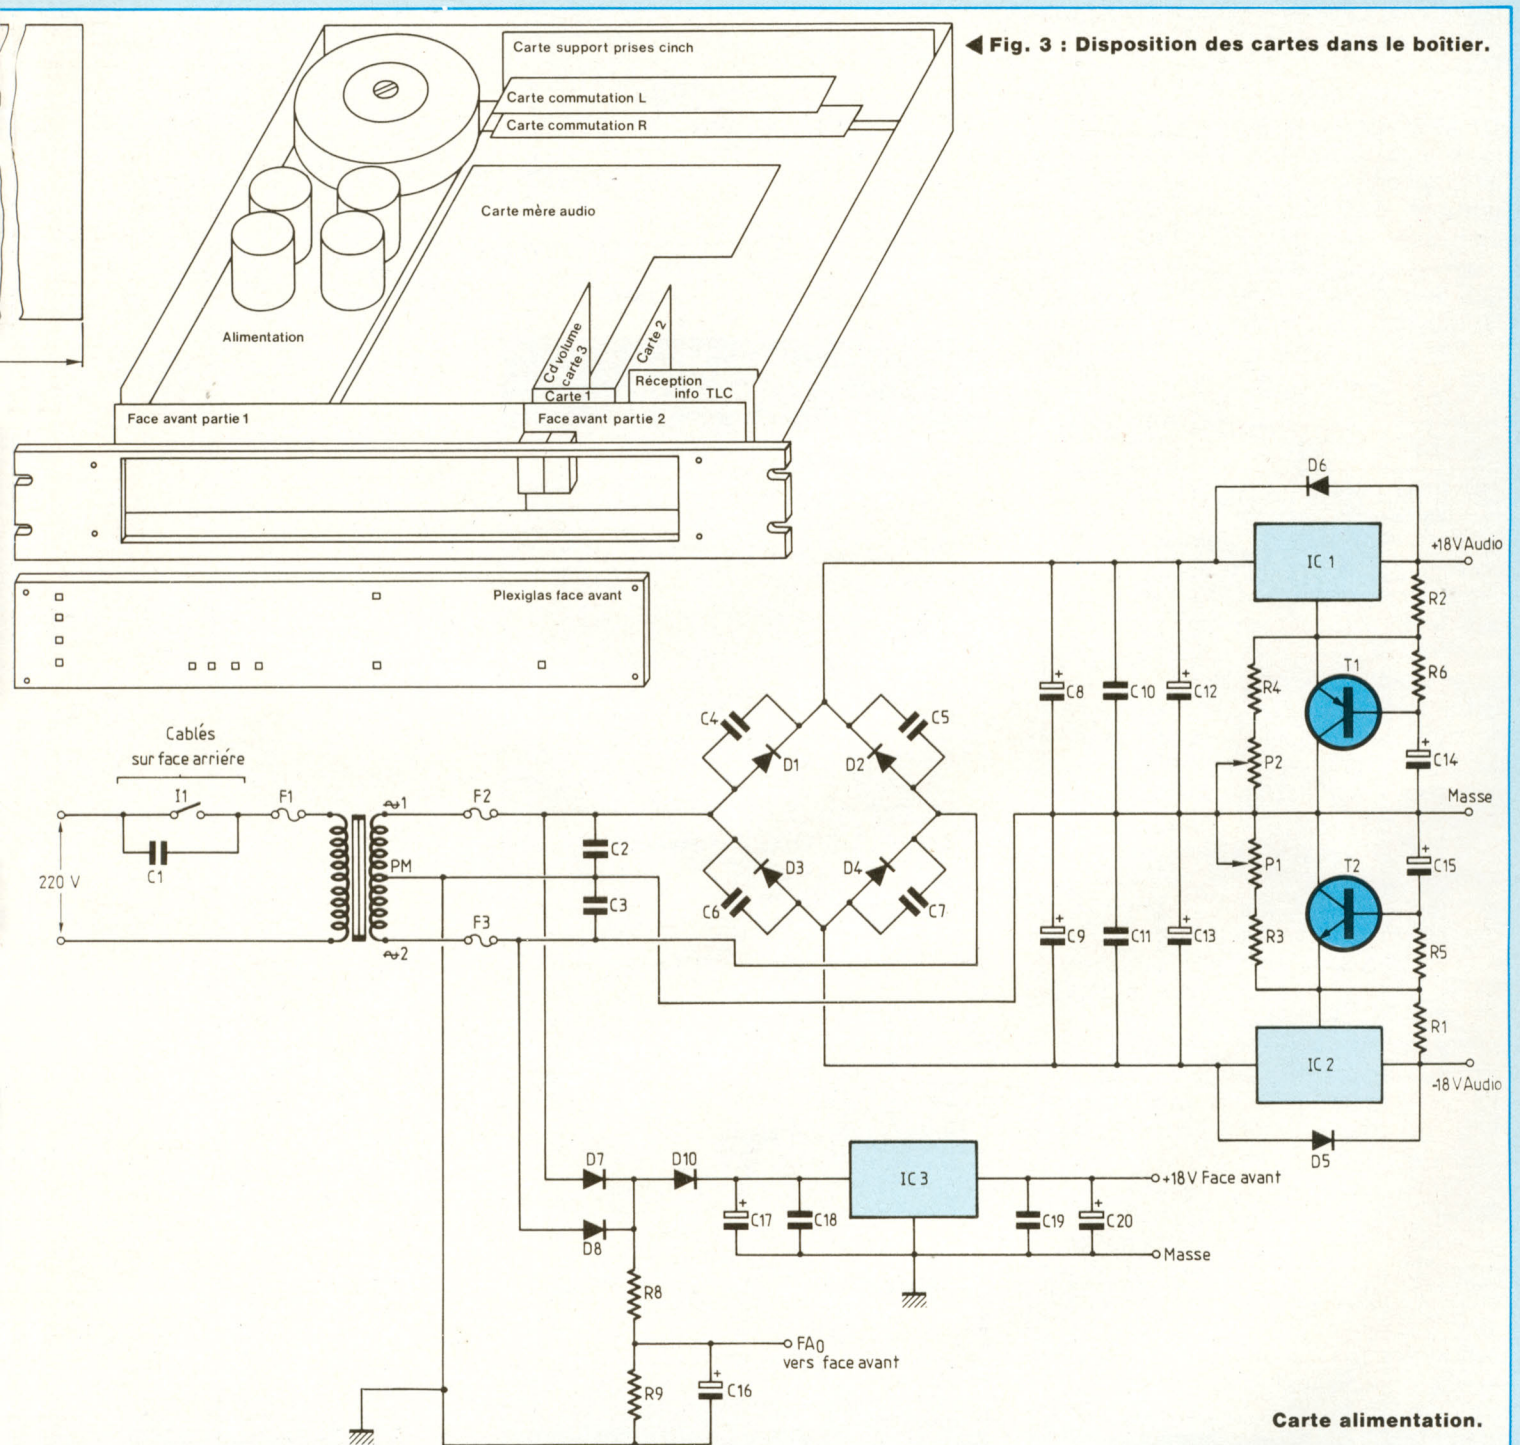 ◀ Fig. 3 : Disposition des cartes dans le boîtier.
Carte support prises cinch
Carte commutation L
Carte commutation R
Carte mère audio
Alimentation
Cd volume
carte 3
Carte 2
Carte 1
Réception
info TLC
Face avant partie 1
Face avant partie 2
Plexiglas face avant
D6
IC 1
+18V Audio
R2
R4
T1
R6
C8
C10
C12
P2
C14
Masse
C4
C5
D1
D2
Cablés
sur face arriére
I1
F1
C1
220 V
∿1
PM
∿2
F2
F3
C2
C3
D3
D4
C6
C7
P1
T2
C15
C9
C11
C13
R3
R5
R1
IC 2
-18V Audio
D5
D7
D10
D8
IC 3
+18V Face avant
C17
C18
C19
C20
Masse
R8
FA0
vers face avant
R9
C16
Carte alimentation.